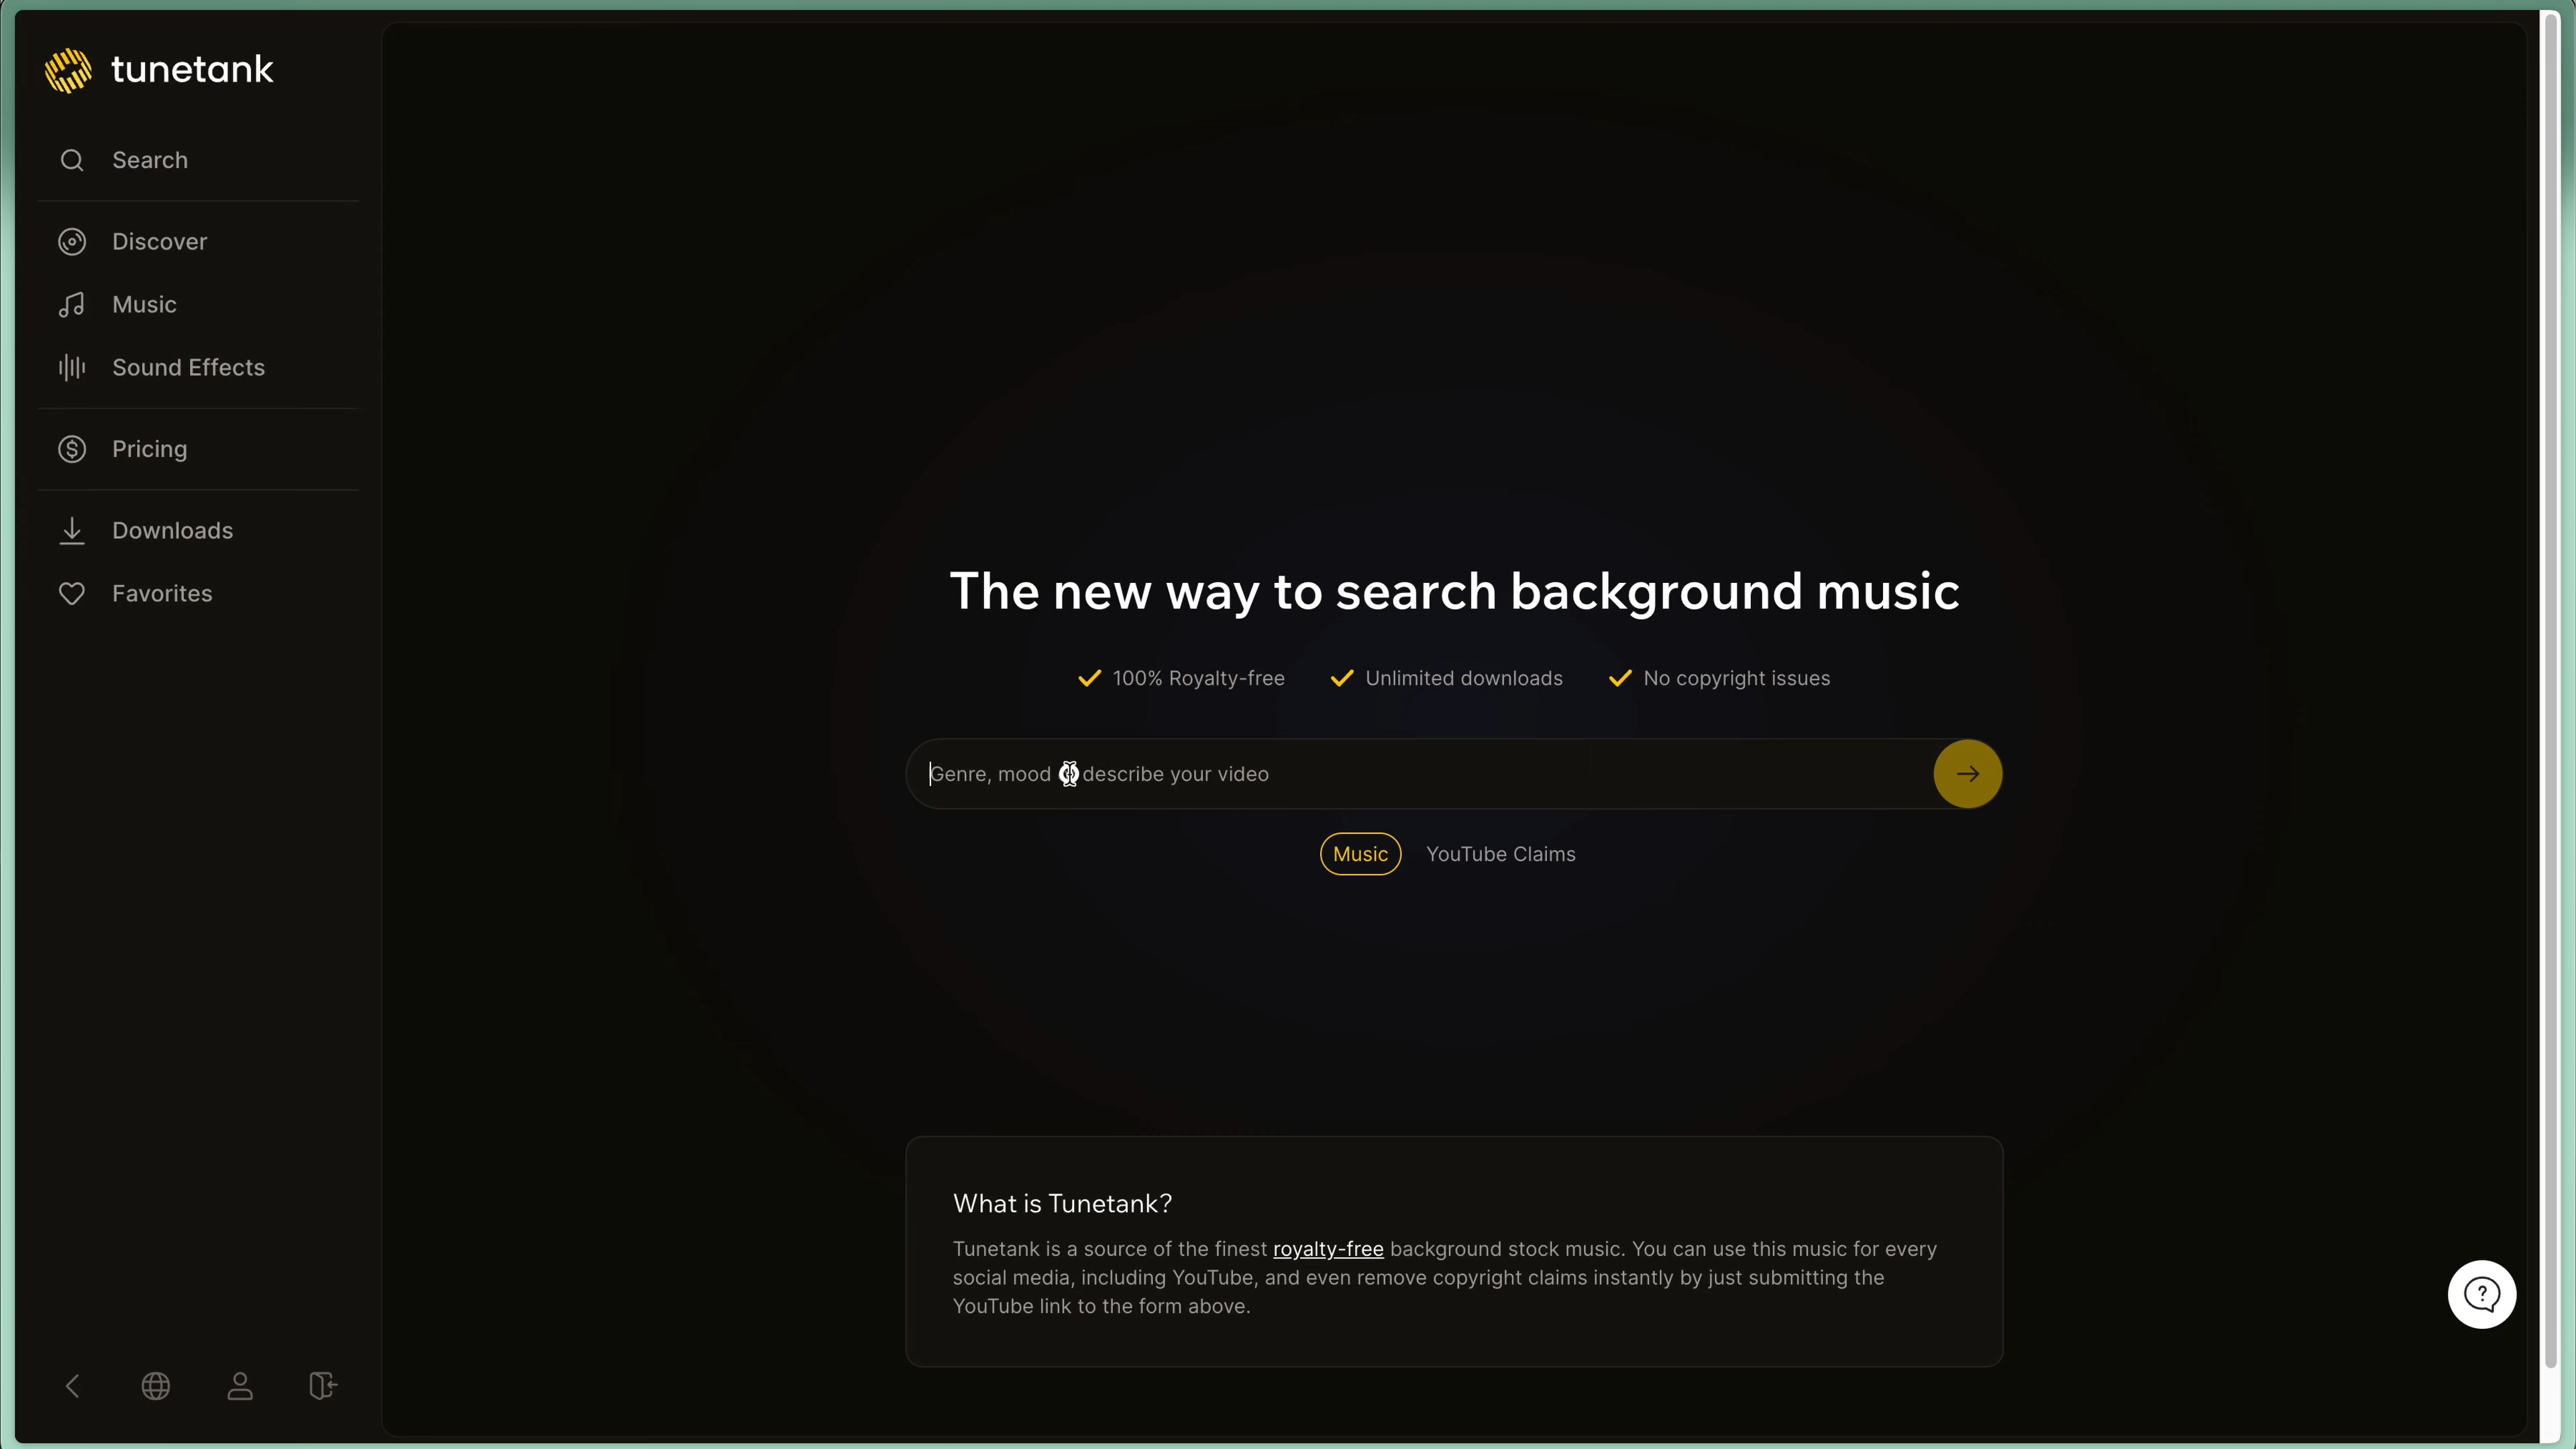 tunetank
Search
Discover
Music
Sound Effects
Pricing
Downloads
Favorites
The new way to search background music
100% Royalty-free
Unlimited downloads
No copyright issues
Genre, mood describe your video
Music
YouTube Claims
What is Tunetank?
Tunetank is a source of the finest royalty-free background stock music. You can use this music for every
social media, including YouTube, and even remove copyright claims instantly by just submitting the
YouTube link to the form above.